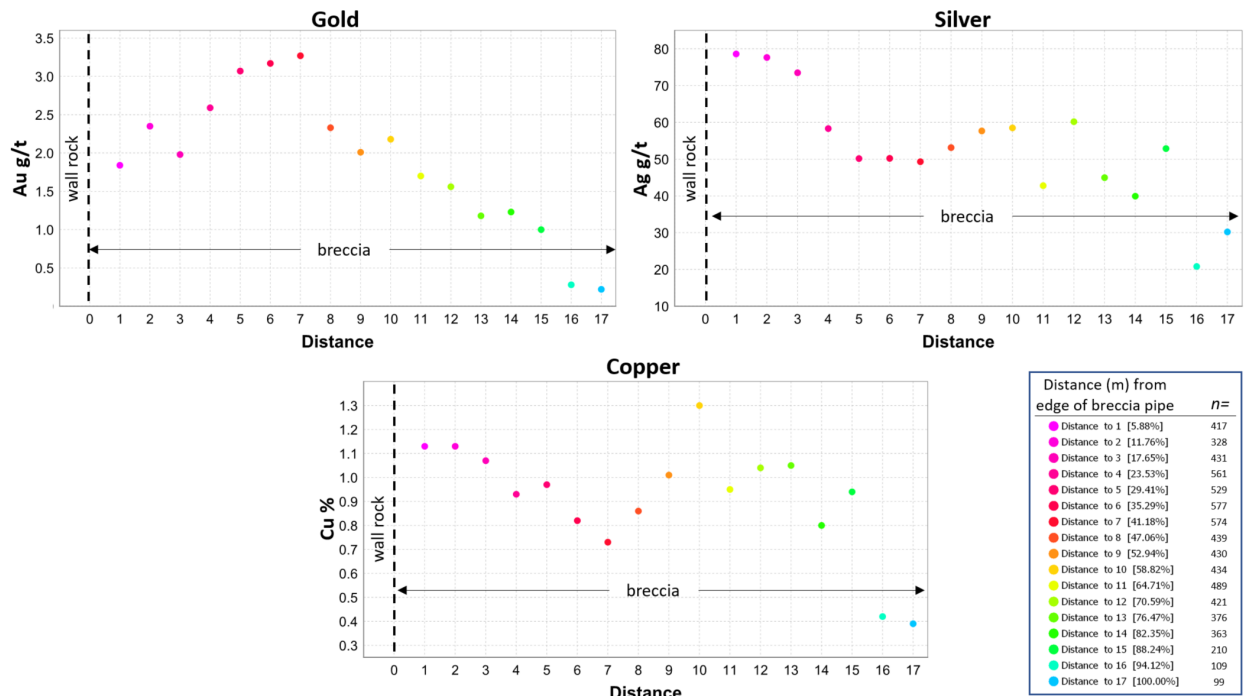 Gold
3.5
3.0
2.5
2.0
1.5
1.0
0.5
Au g/t
wall rock
breccia
0 1 2 3 4 5 6 7 8 9 10 11 12 13 14 15 16 17
Distance
Silver
80
70
60
50
40
30
20
10
Ag g/t
wall rock
breccia
0 1 2 3 4 5 6 7 8 9 10 11 12 13 14 15 16 17
Distance
Copper
1.3
1.2
1.1
1.0
0.9
0.8
0.7
0.6
0.5
0.4
0.3
Cu %
wall rock
breccia
0 1 2 3 4 5 6 7 8 9 10 11 12 13 14 15 16 17
Distance
Distance (m) from
edge of breccia pipe n=
Distance to 1 [5.88%] 417
Distance to 2 [11.76%] 328
Distance to 3 [17.65%] 431
Distance to 4 [23.53%] 561
Distance to 5 [29.41%] 529
Distance to 6 [35.29%] 577
Distance to 7 [41.18%] 574
Distance to 8 [47.06%] 439
Distance to 9 [52.94%] 430
Distance to 10 [58.82%] 434
Distance to 11 [64.71%] 489
Distance to 12 [70.59%] 421
Distance to 13 [76.47%] 376
Distance to 14 [82.35%] 363
Distance to 15 [88.24%] 210
Distance to 16 [94.12%] 109
Distance to 17 [100.00%] 99